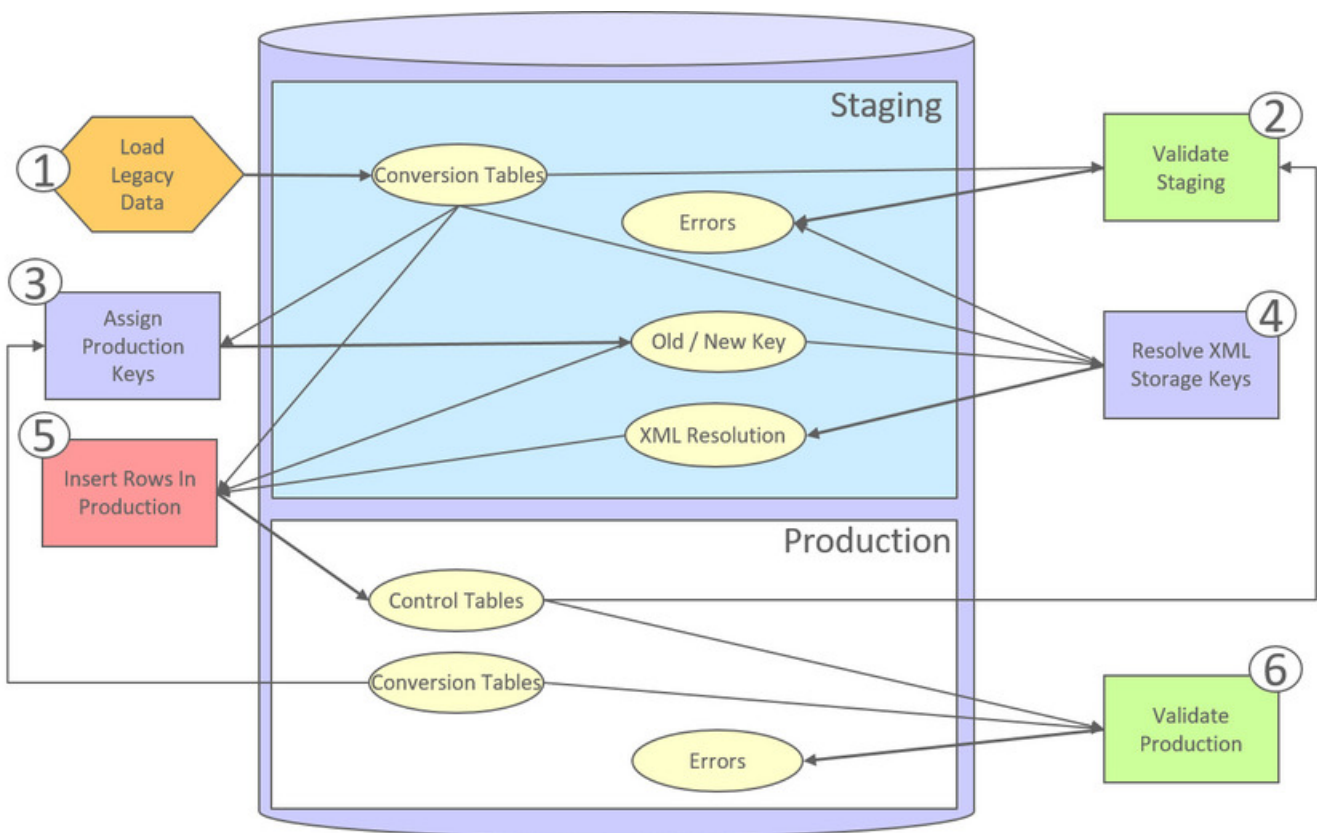 Staging
1
Load
Legacy
Data
Conversion Tables
2
Validate
Staging
Errors
3
Assign
Production
Keys
Old / New Key
4
Resolve XML
Storage Keys
XML Resolution
5
Insert Rows In
Production
Production
Control Tables
Conversion Tables
6
Validate
Production
Errors